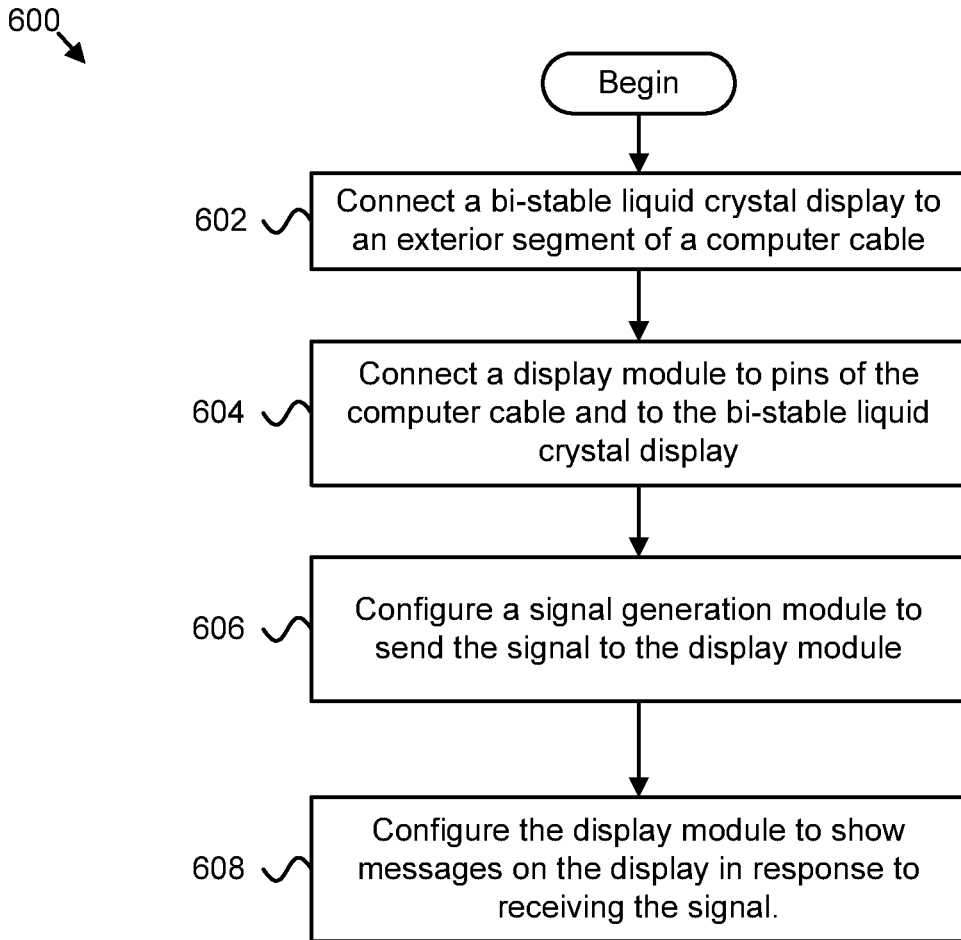 600
Begin
602
Connect a bi-stable liquid crystal display to
an exterior segment of a computer cable
604
Connect a display module to pins of the
computer cable and to the bi-stable liquid
crystal display
606
Configure a signal generation module to
send the signal to the display module
608
Configure the display module to show
messages on the display in response to
receiving the signal.